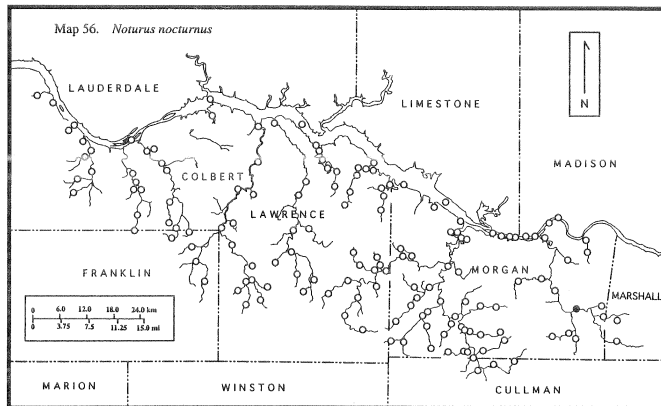 Map 56. Noturus nocturnus
LAUDERDALE
LIMESTONE
N
MADISON
COLBERT
LAWRENCE
FRANKLIN
MORGAN
MARSHALL
0 6.0 12.0 18.0 24.0 km
0 3.75 7.5 11.25 15.0 mi
MARION
WINSTON
CULLMAN